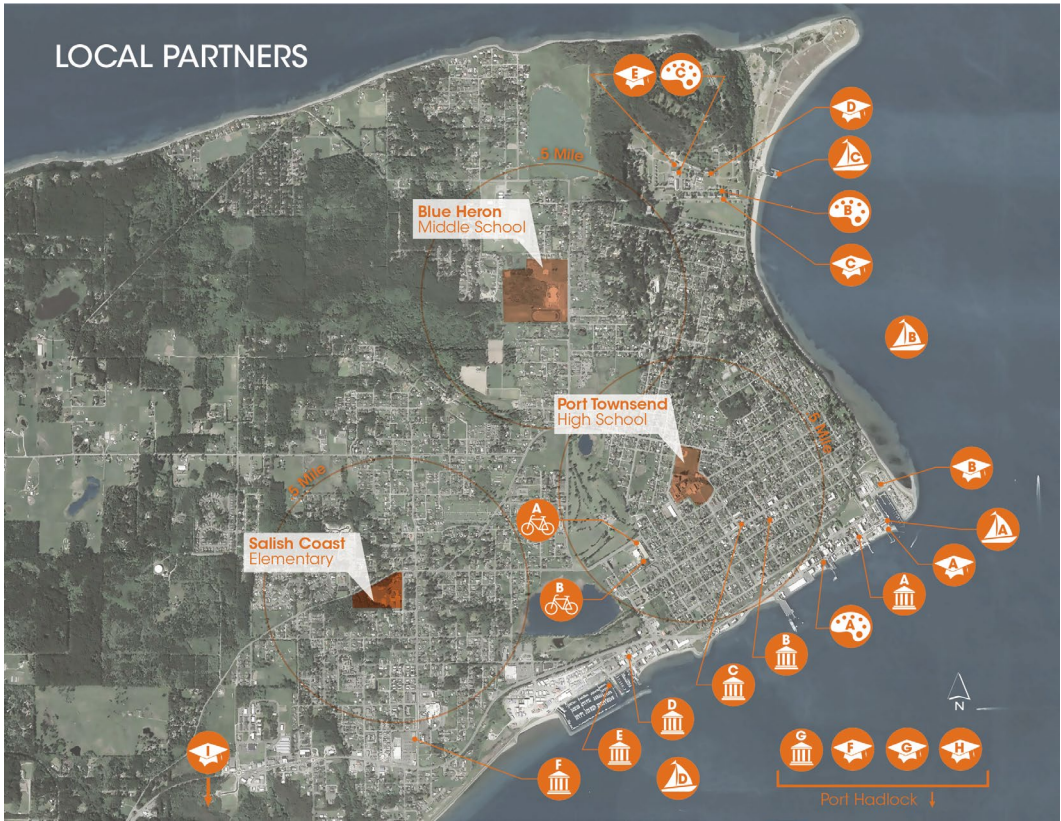 LOCAL PARTNERS
E
C
D
C
5 Mile
Blue Heron
Middle School
B
C
B
Port Townsend
High School
5 Mile
B
5 Mile
A
A
Salish Coast
Elementary
A
A
B
A
B
C
D
N
E
G
F
G
H
I
F
D
Port Hadlock